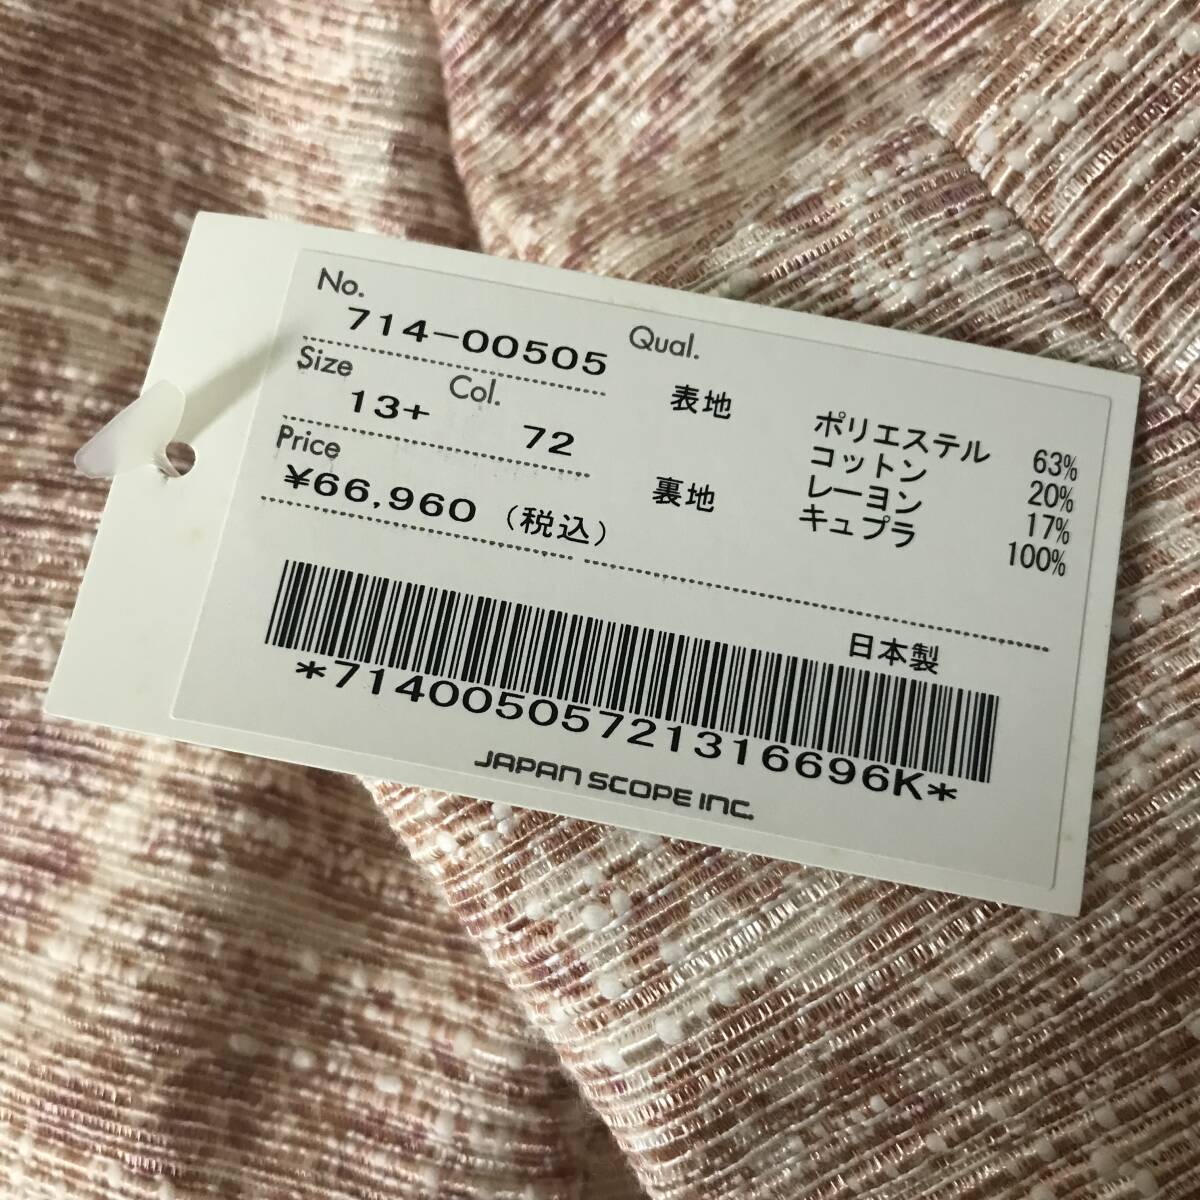 No.
714-00505
Size
13+
Col.
72
Price
¥66,960 (税込)
Qual.
表地 ポリエステル 63%
コットン 20%
レーヨン 17%
裏地 キュプラ 100%
日本製
*71400505721316696K*
JAPAN SCOPE INC.